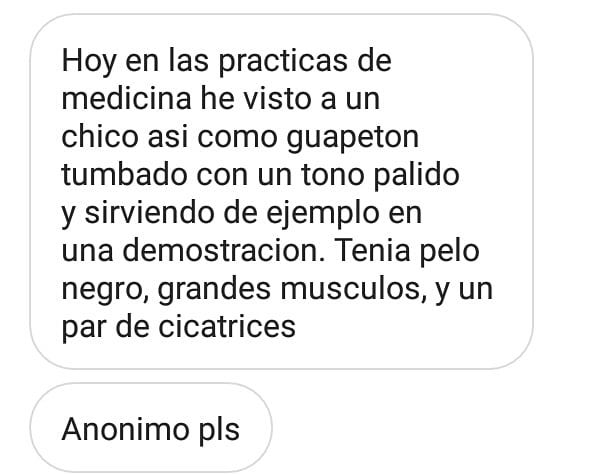 Hoy en las practicas de
medicina he visto a un
chico asi como guapeton
tumbado con un tono palido
y sirviendo de ejemplo en
una demostracion. Tenia pelo
negro, grandes musculos, y un
par de cicatrices
Anonimo pls